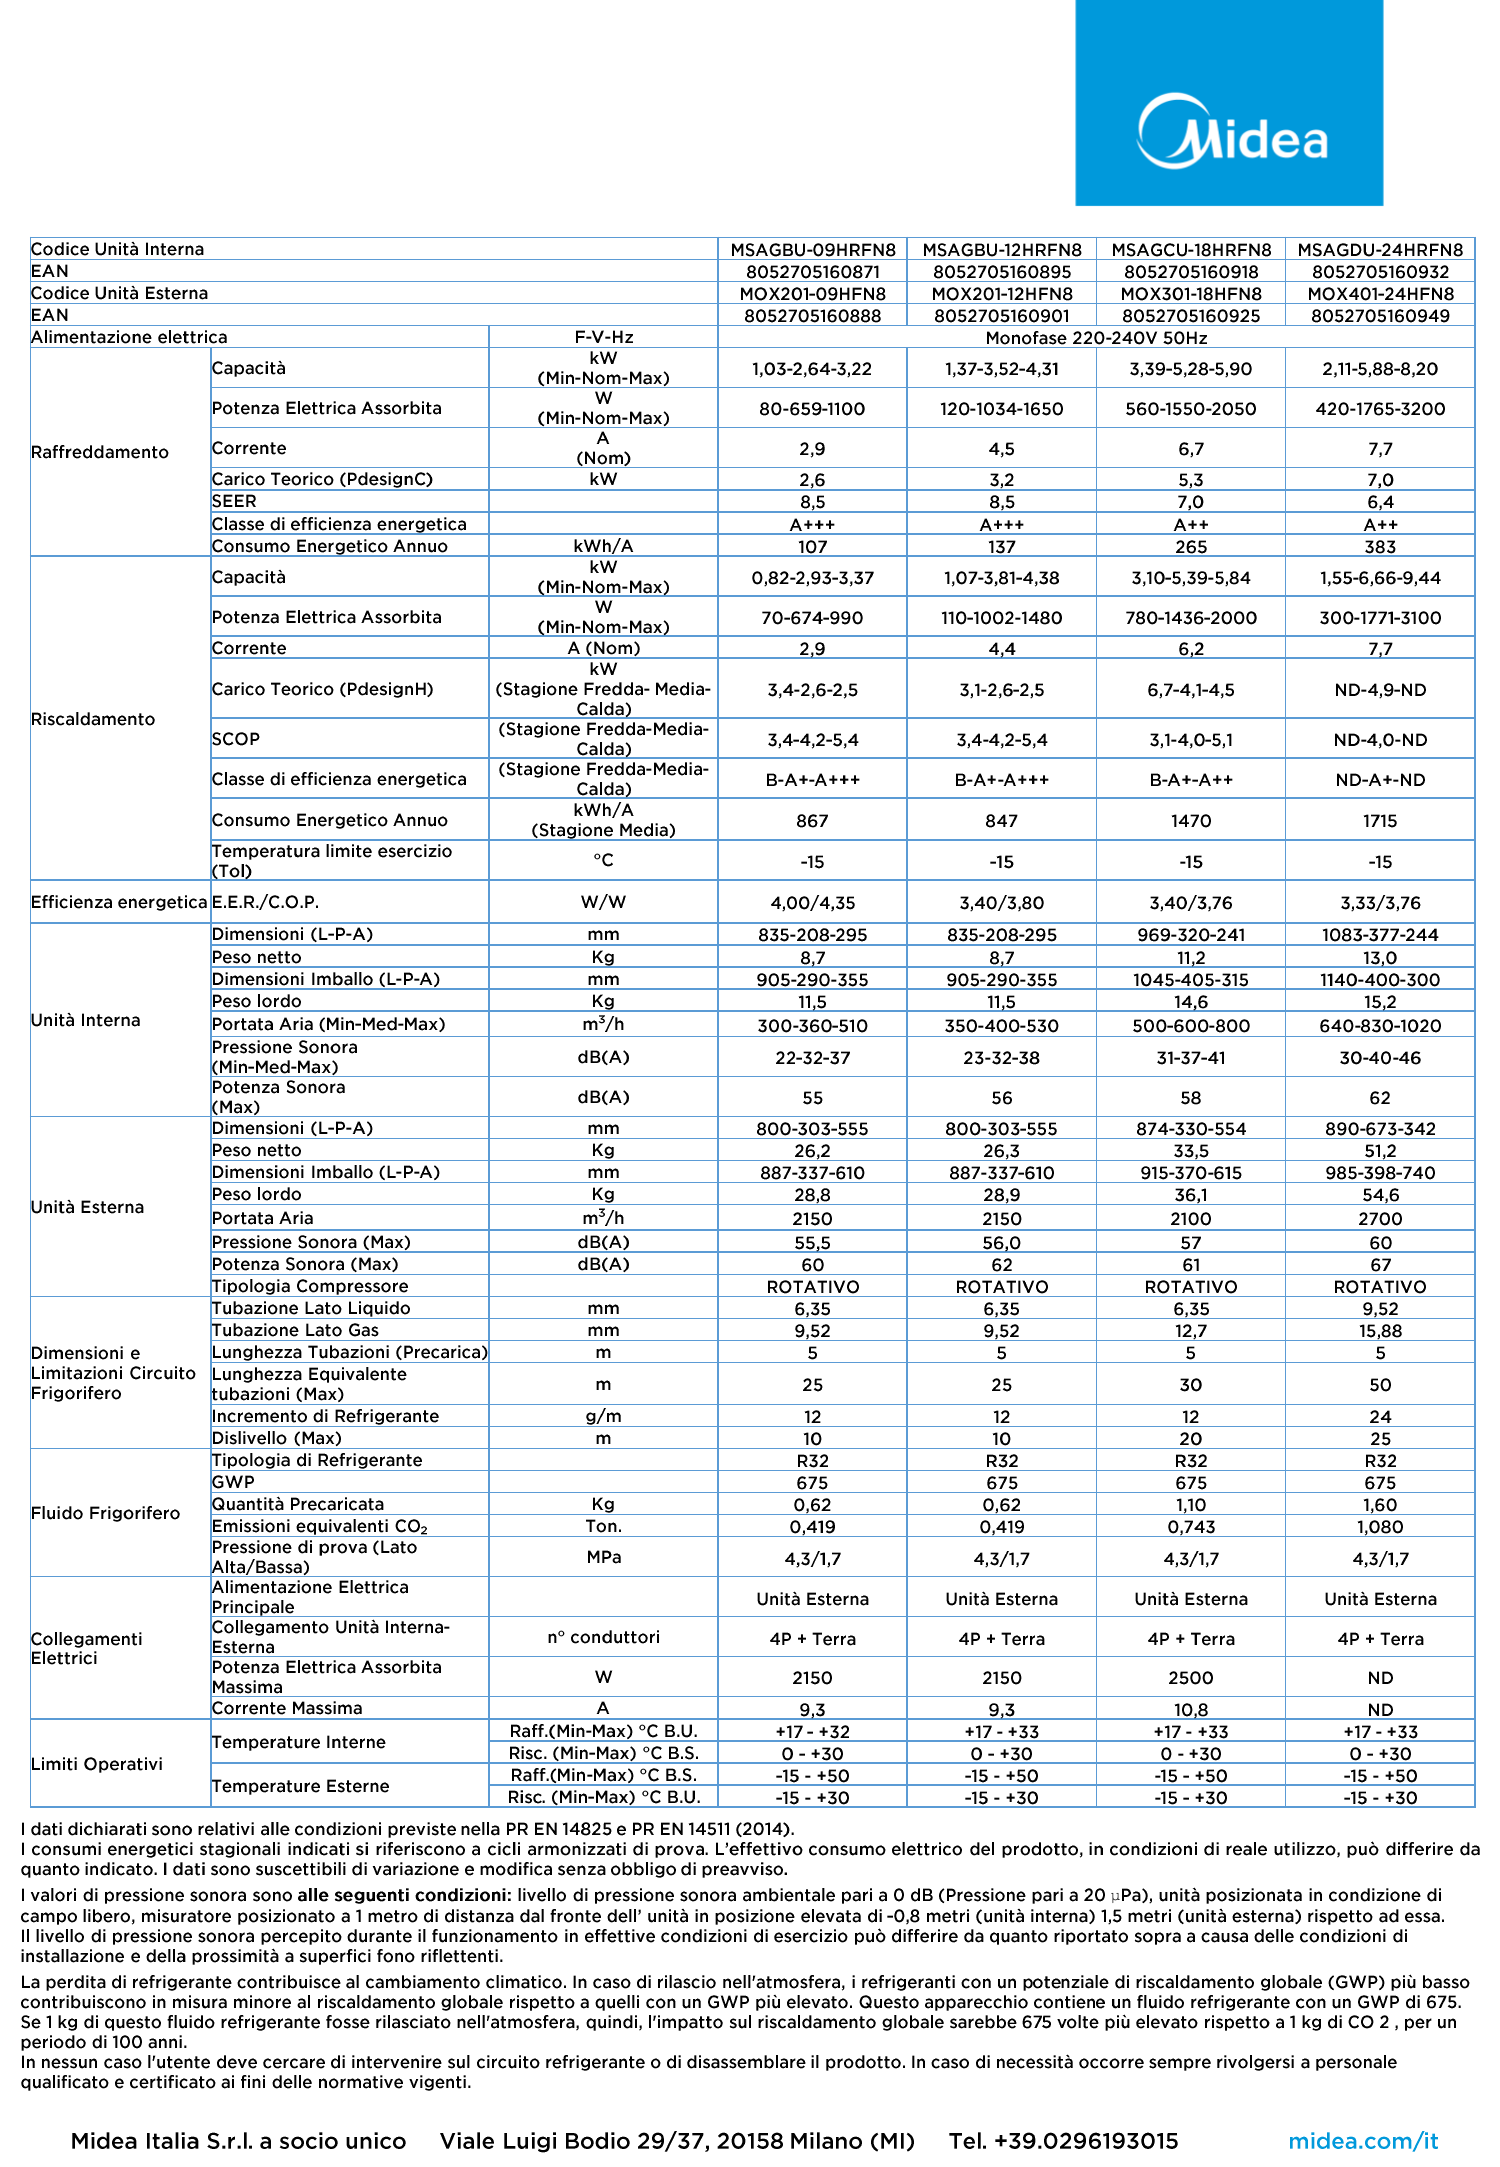 Midea
Codice Unità Interna MSAGBU-09HRFN8 MSAGBU-12HRFN8 MSAGCU-18HRFN8 MSAGDU-24HRFN8
EAN 8052705160871 8052705160895 8052705160918 8052705160932
Codice Unità Esterna MOX201-09HFN8 MOX201-12HFN8 MOX301-18HFN8 MOX401-24HFN8
EAN 8052705160888 8052705160901 8052705160925 8052705160949
Alimentazione elettrica F-V-Hz Monofase 220-240V 50Hz
Raffreddamento
Capacità kW (Min-Nom-Max) 1,03-2,64-3,22 1,37-3,52-4,31 3,39-5,28-5,90 2,11-5,88-8,20
Potenza Elettrica Assorbita W (Min-Nom-Max) 80-659-1100 120-1034-1650 560-1550-2050 420-1765-3200
Corrente A (Nom) 2,9 4,5 6,7 7,7
Carico Teorico (PdesignC) kW 2,6 3,2 5,3 7,0
SEER 8,5 8,5 7,0 6,4
Classe di efficienza energetica A+++ A+++ A++ A++
Consumo Energetico Annuo kWh/A 107 137 265 383
Riscaldamento
Capacità kW (Min-Nom-Max) 0,82-2,93-3,37 1,07-3,81-4,38 3,10-5,39-5,84 1,55-6,66-9,44
Potenza Elettrica Assorbita W (Min-Nom-Max) 70-674-990 110-1002-1480 780-1436-2000 300-1771-3100
Corrente A (Nom) 2,9 4,4 6,2 7,7
Carico Teorico (PdesignH) kW (Stagione Fredda- Media-Calda) 3,4-2,6-2,5 3,1-2,6-2,5 6,7-4,1-4,5 ND-4,9-ND
SCOP (Stagione Fredda-Media-Calda) 3,4-4,2-5,4 3,4-4,2-5,4 3,1-4,0-5,1 ND-4,0-ND
Classe di efficienza energetica (Stagione Fredda-Media-Calda) B-A+-A+++ B-A+-A+++ B-A+-A++ ND-A+-ND
Consumo Energetico Annuo kWh/A (Stagione Media) 867 847 1470 1715
Temperatura limite esercizio (Tol) °C -15 -15 -15 -15
Efficienza energetica E.E.R./C.O.P. W/W 4,00/4,35 3,40/3,80 3,40/3,76 3,33/3,76
Unità Interna
Dimensioni (L-P-A) mm 835-208-295 835-208-295 969-320-241 1083-377-244
Peso netto Kg 8,7 8,7 11,2 13,0
Dimensioni Imballo (L-P-A) mm 905-290-355 905-290-355 1045-405-315 1140-400-300
Peso lordo Kg 11,5 11,5 14,6 15,2
Portata Aria (Min-Med-Max) m³/h 300-360-510 350-400-530 500-600-800 640-830-1020
Pressione Sonora (Min-Med-Max) dB(A) 22-32-37 23-32-38 31-37-41 30-40-46
Potenza Sonora (Max) dB(A) 55 56 58 62
Unità Esterna
Dimensioni (L-P-A) mm 800-303-555 800-303-555 874-330-554 890-673-342
Peso netto Kg 26,2 26,3 33,5 51,2
Dimensioni Imballo (L-P-A) mm 887-337-610 887-337-610 915-370-615 985-398-740
Peso lordo Kg 28,8 28,9 36,1 54,6
Portata Aria m³/h 2150 2150 2100 2700
Pressione Sonora (Max) dB(A) 55,5 56,0 57 60
Potenza Sonora (Max) dB(A) 60 62 61 67
Tipologia Compressore ROTATIVO ROTATIVO ROTATIVO ROTATIVO
Dimensioni e Limitazioni Circuito Frigorifero
Tubazione Lato Liquido mm 6,35 6,35 6,35 9,52
Tubazione Lato Gas mm 9,52 9,52 12,7 15,88
Lunghezza Tubazioni (Precarica) m 5 5 5 5
Lunghezza Equivalente tubazioni (Max) m 25 25 30 50
Incremento di Refrigerante g/m 12 12 12 24
Dislivello (Max) m 10 10 20 25
Fluido Frigorifero
Tipologia di Refrigerante R32 R32 R32 R32
GWP 675 675 675 675
Quantità Precaricata Kg 0,62 0,62 1,10 1,60
Emissioni equivalenti CO₂ Ton. 0,419 0,419 0,743 1,080
Pressione di prova (Lato Alta/Bassa) MPa 4,3/1,7 4,3/1,7 4,3/1,7 4,3/1,7
Collegamenti Elettrici
Alimentazione Elettrica Principale Unità Esterna Unità Esterna Unità Esterna Unità Esterna
Collegamento Unità Interna-Esterna n° conduttori 4P + Terra 4P + Terra 4P + Terra 4P + Terra
Potenza Elettrica Assorbita Massima W 2150 2150 2500 ND
Corrente Massima A 9,3 9,3 10,8 ND
Limiti Operativi
Temperature Interne Raff.(Min-Max) °C B.U. +17 - +32 +17 - +33 +17 - +33 +17 - +33
Risc. (Min-Max) °C B.S. 0 - +30 0 - +30 0 - +30 0 - +30
Temperature Esterne Raff.(Min-Max) °C B.S. -15 - +50 -15 - +50 -15 - +50 -15 - +50
Risc. (Min-Max) °C B.U. -15 - +30 -15 - +30 -15 - +30 -15 - +30
I dati dichiarati sono relativi alle condizioni previste nella PR EN 14825 e PR EN 14511 (2014).
I consumi energetici stagionali indicati si riferiscono a cicli armonizzati di prova. L'effettivo consumo elettrico del prodotto, in condizioni di reale utilizzo, può differire da
quanto indicato. I dati sono suscettibili di variazione e modifica senza obbligo di preavviso.
I valori di pressione sonora sono alle seguenti condizioni: livello di pressione sonora ambientale pari a 0 dB (Pressione pari a 20 µPa), unità posizionata in condizione di
campo libero, misuratore posizionato a 1 metro di distanza dal fronte dell' unità in posizione elevata di -0,8 metri (unità interna) 1,5 metri (unità esterna) rispetto ad essa.
Il livello di pressione sonora percepito durante il funzionamento in effettive condizioni di esercizio può differire da quanto riportato sopra a causa delle condizioni di
installazione e della prossimità a superfici fono riflettenti.
La perdita di refrigerante contribuisce al cambiamento climatico. In caso di rilascio nell'atmosfera, i refrigeranti con un potenziale di riscaldamento globale (GWP) più basso
contribuiscono in misura minore al riscaldamento globale rispetto a quelli con un GWP più elevato. Questo apparecchio contiene un fluido refrigerante con un GWP di 675.
Se 1 kg di questo fluido refrigerante fosse rilasciato nell'atmosfera, quindi, l'impatto sul riscaldamento globale sarebbe 675 volte più elevato rispetto a 1 kg di CO 2 , per un
periodo di 100 anni.
In nessun caso l'utente deve cercare di intervenire sul circuito refrigerante o di disassemblare il prodotto. In caso di necessità occorre sempre rivolgersi a personale
qualificato e certificato ai fini delle normative vigenti.
Midea Italia S.r.l. a socio unico Viale Luigi Bodio 29/37, 20158 Milano (MI) Tel. +39.0296193015 midea.com/it